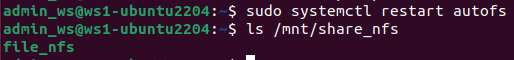 admin_ws@ws1-ubuntu2204:~$ sudo systemctl restart autofs
admin_ws@ws1-ubuntu2204:~$ ls /mnt/share_nfs
file_nfs